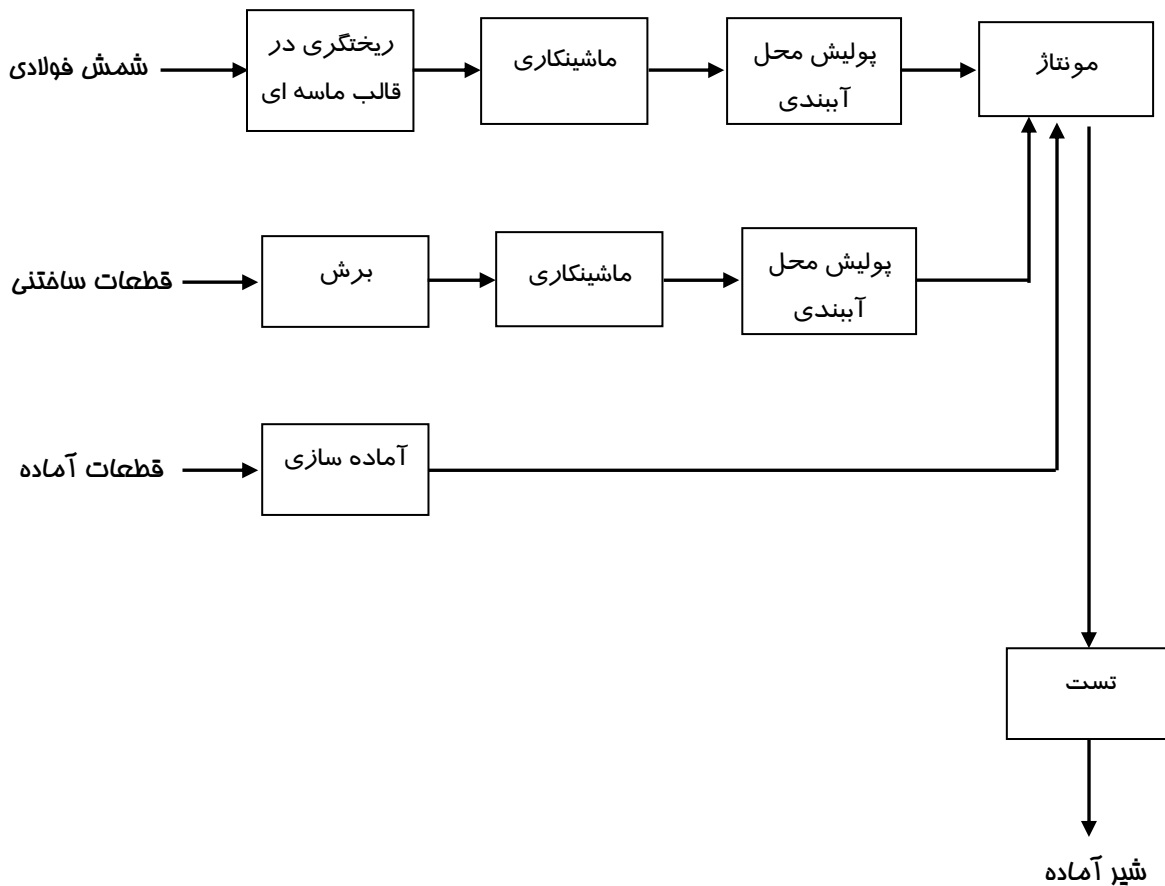 شمش فولادی
ریختگری در
قالب ماسه ای
ماشینکاری
پولیش محل
آببندی
مونتاژ
قطعات ساختنی
برش
ماشینکاری
پولیش محل
آببندی
قطعات آماده
آماده سازی
تست
شیر آماده